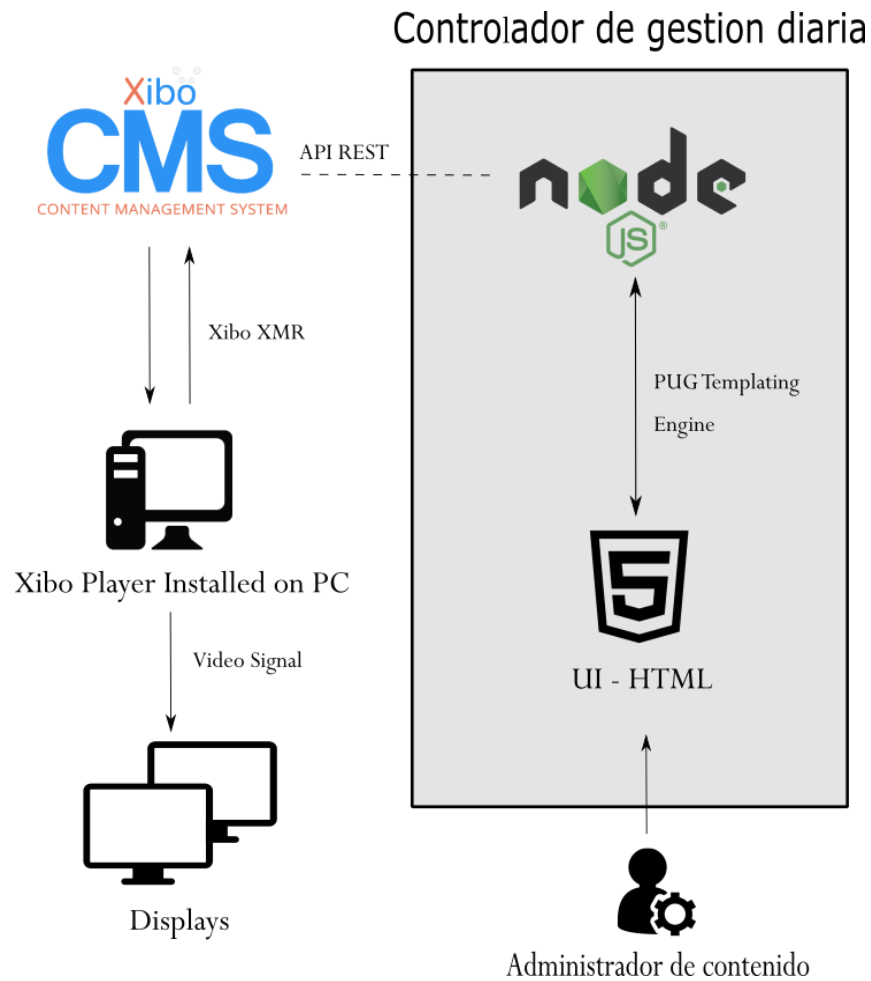 Controlador de gestion diaria
Xibo
CMS
CONTENT MANAGEMENT SYSTEM
API REST
node
JS®
Xibo XMR
PUG Templating
Engine
Xibo Player Installed on PC
5
UI - HTML
Video Signal
Displays
Administrador de contenido